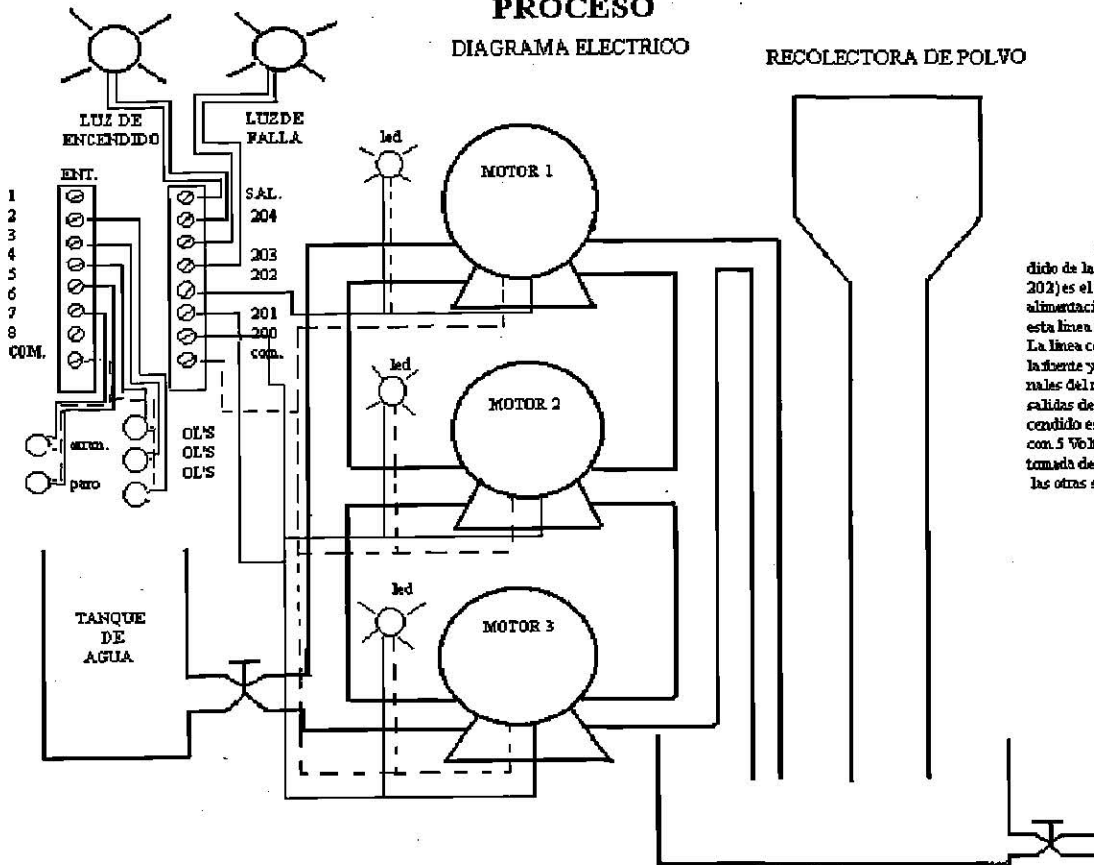 PROCESO
DIAGRAMA ELECTRICO
RECOLECTORA DE POLVO
LUZ DE
ENCENDIDO
LUZ DE
FALLA
led
MOTOR 1
ENT.
SAL.
1
2
3
4
5
6
7
8
COM.
204
203
202
201
200
com.
led
MOTOR 2
OL'S
OL'S
OL'S
arran.
paro
led
MOTOR 3
TANQUE
DE
AGUA
dido de la
202) es el
alimentaci
esta linea
La linea c
la fuente y
nales del
salidas de
cendido e
con 5 Vol
tomada de
las otras s